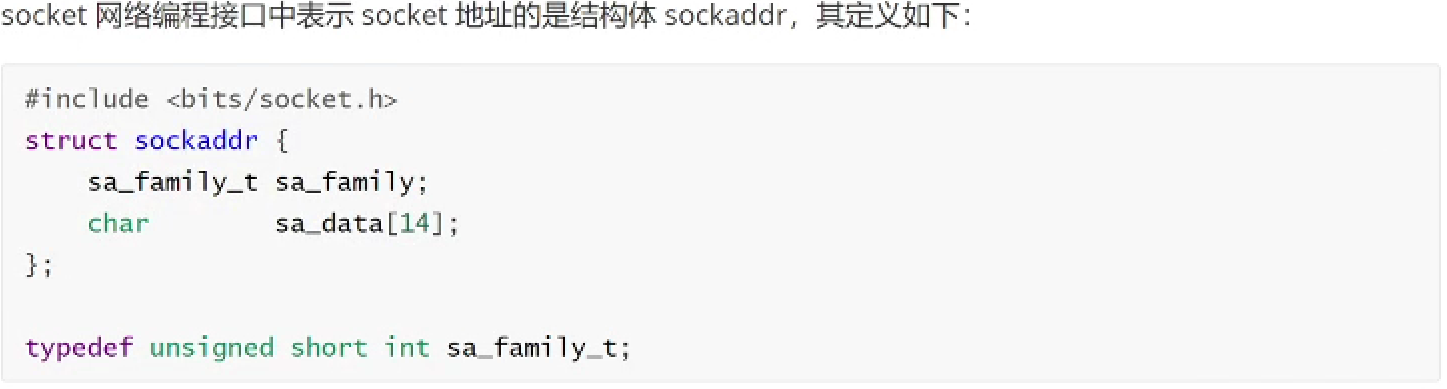 socket 网络编程接口中表示 socket 地址的是结构体 sockaddr，其定义如下：
#include <bits/socket.h>
struct sockaddr {
    sa_family_t sa_family;
    char        sa_data[14];
};
typedef unsigned short int sa_family_t;